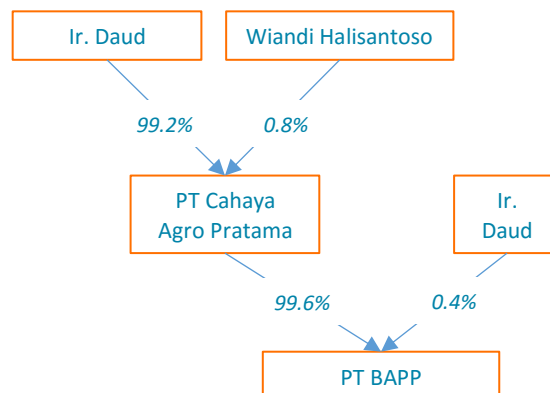 Ir. Daud
Wiandi Halisantoso
99.2%
0.8%
PT Cahaya
Agro Pratama
Ir.
Daud
99.6%
0.4%
PT BAPP